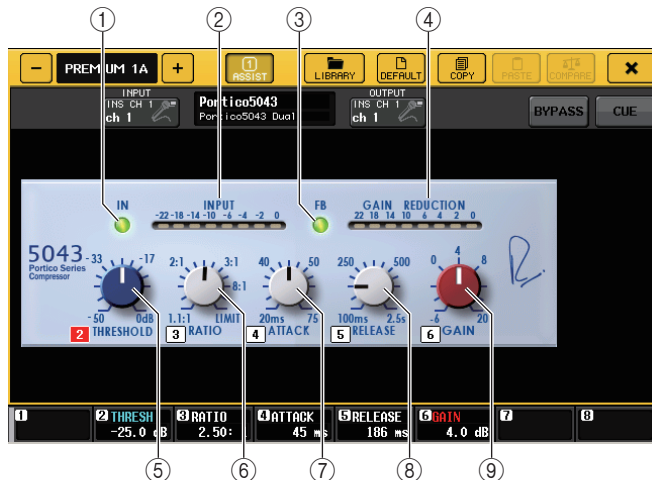 ① ② ③ ④
− PREMIUM 1A + 1 ASSIST LIBRARY DEFAULT COPY PASTE COMPARE ×
INPUT OUTPUT
INS CH 1 Portico5043 INS CH 1
ch 1 Portico5043 Dual ch 1 BYPASS CUE
IN INPUT FB GAIN REDUCTION
-22 -18 -14 -10 -6 -4 -2 0 22 18 14 10 6 4 2 0
5043
Portico Series
Compressor
-33 -17 2:1 3:1 40 50 250 500 0 4 8
8:1
-50 0dB 1.1:1 LIMIT 20ms 75 100ms 2.5s -6 20
2 THRESHOLD 3 RATIO 4 ATTACK 5 RELEASE 6 GAIN
1 2 THRESH 3 RATIO 4 ATTACK 5 RELEASE 6 GAIN 7 8
-25.0 dB 2.50: 45 ms 186 ms 4.0 dB
⑤ ⑥ ⑦ ⑧ ⑨